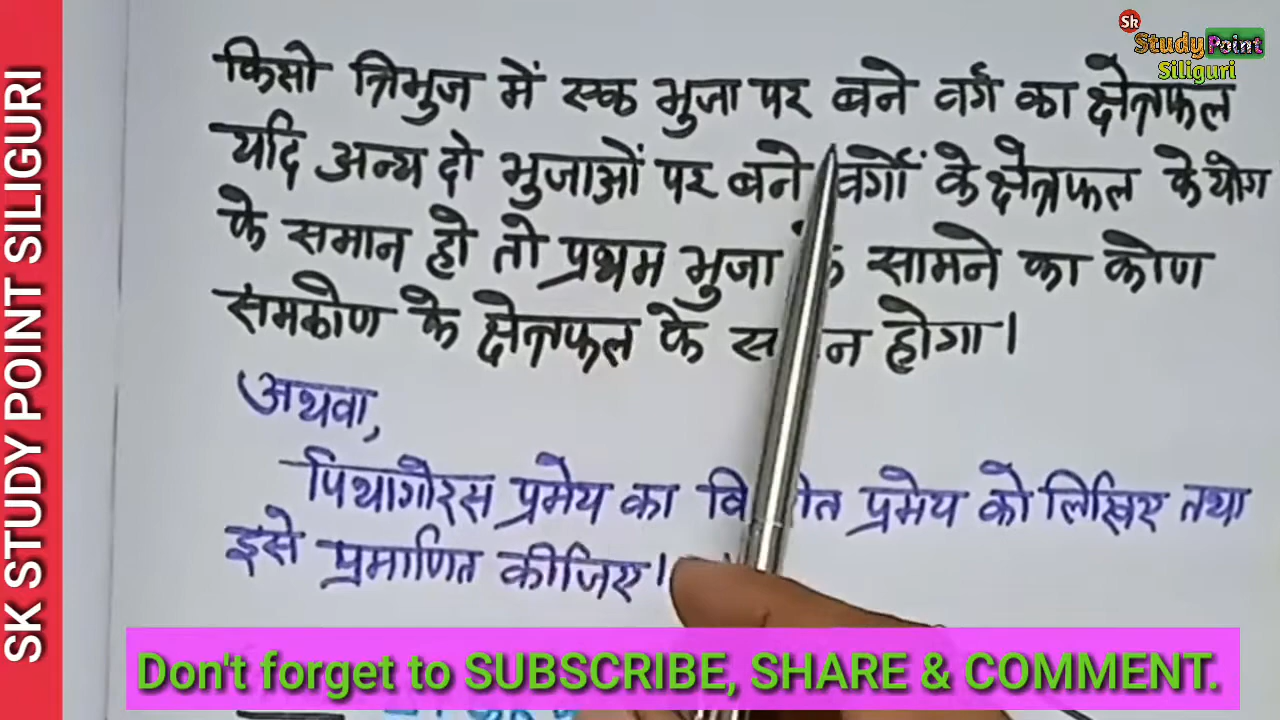 SK STUDY POINT SILIGURI
Sk
Study Point
Siliguri
किसी त्रिभुज में एक भुजा पर बने वर्ग का क्षेत्रफल
यदि अन्य दो भुजाओं पर बने वर्गों के क्षेत्रफल के योग
के समान हो तो प्रथम भुजा सामने का कोण
समकोण के क्षेत्रफल के होगा।
अथवा,
पिथागोरस प्रमेय का प्रमेय को लिखिए तथा
इसे प्रमाणित कीजिए।
Don't forget to SUBSCRIBE, SHARE & COMMENT.